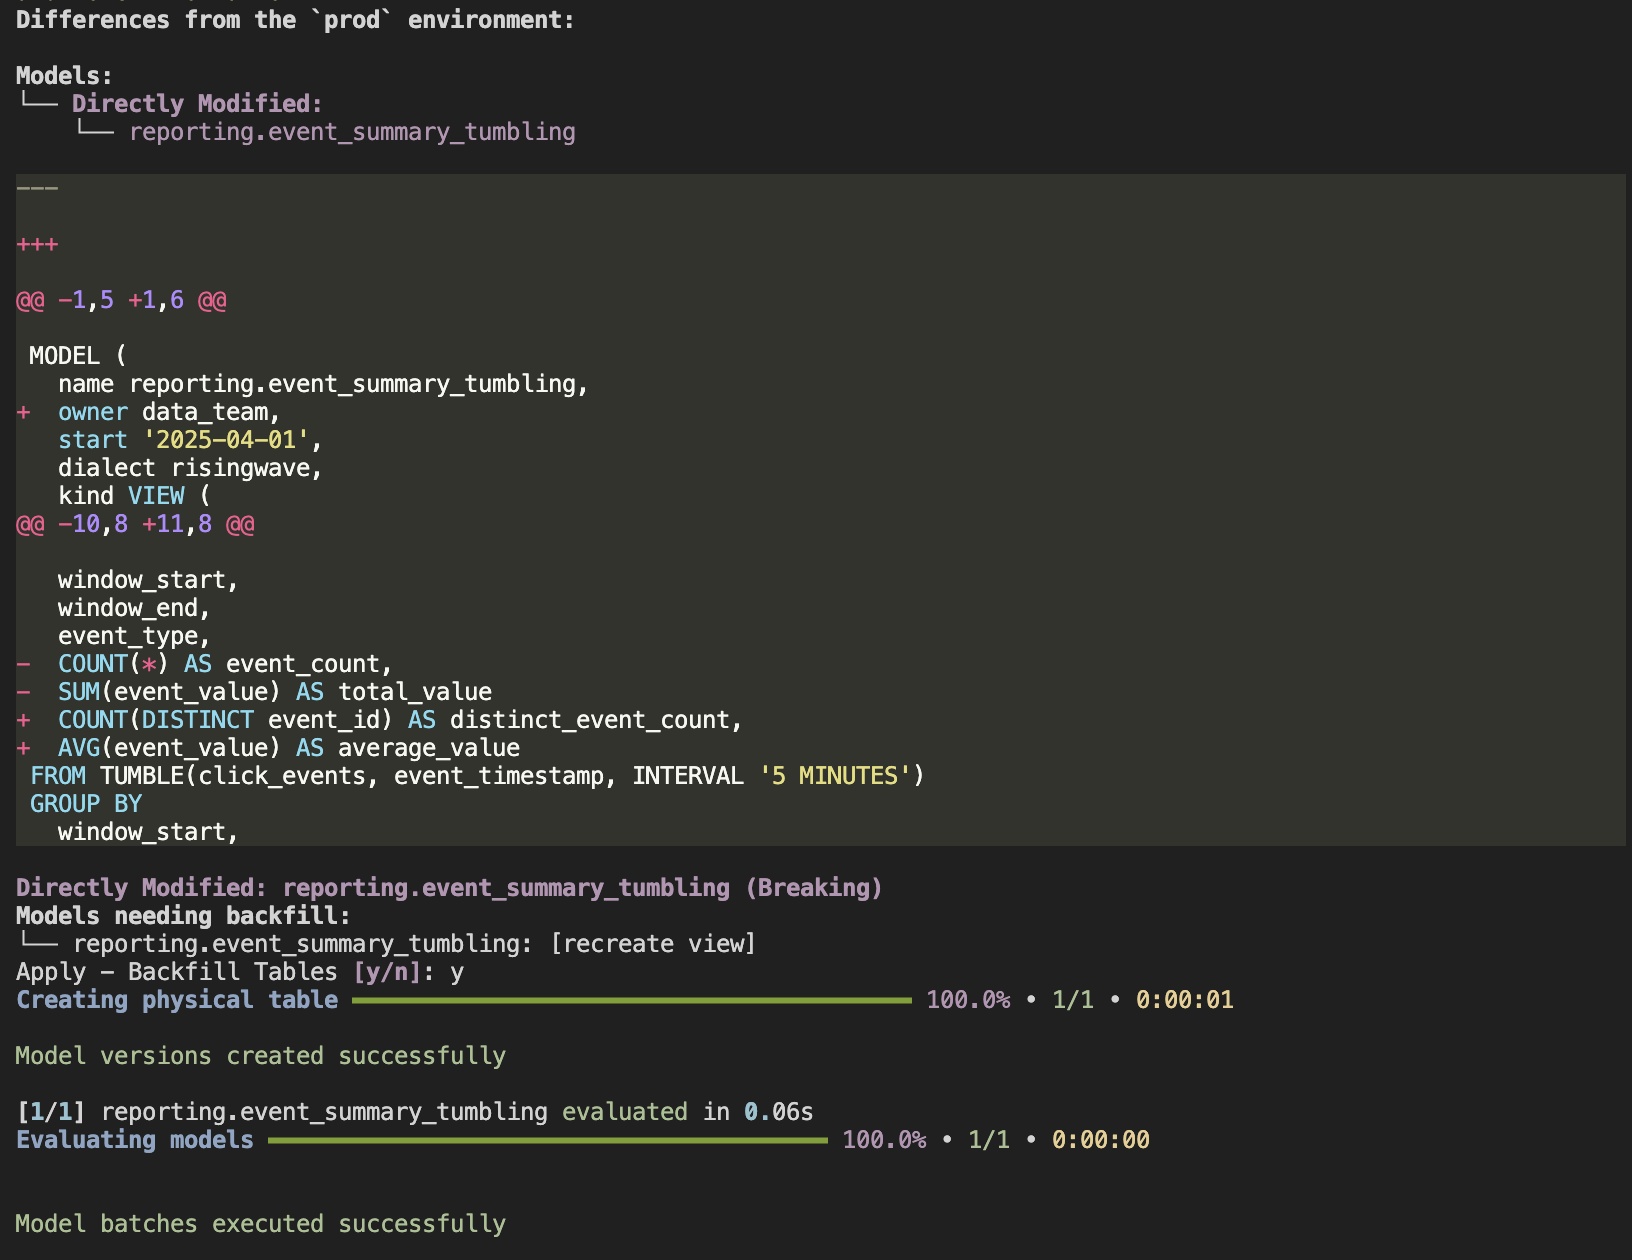 Differences from the `prod` environment:
Models:
└── Directly Modified:
    └── reporting.event_summary_tumbling
---
+++
@@ -1,5 +1,6 @@
 MODEL (
   name reporting.event_summary_tumbling,
+  owner data_team,
   start '2025-04-01',
   dialect risingwave,
   kind VIEW (
@@ -10,8 +11,8 @@
   window_start,
   window_end,
   event_type,
-  COUNT(*) AS event_count,
-  SUM(event_value) AS total_value
+  COUNT(DISTINCT event_id) AS distinct_event_count,
+  AVG(event_value) AS average_value
 FROM TUMBLE(click_events, event_timestamp, INTERVAL '5 MINUTES')
 GROUP BY
   window_start,
Directly Modified: reporting.event_summary_tumbling (Breaking)
Models needing backfill:
└── reporting.event_summary_tumbling: [recreate view]
Apply - Backfill Tables [y/n]: y
Creating physical table 100.0% • 1/1 • 0:00:01
Model versions created successfully
[1/1] reporting.event_summary_tumbling evaluated in 0.06s
Evaluating models 100.0% • 1/1 • 0:00:00
Model batches executed successfully